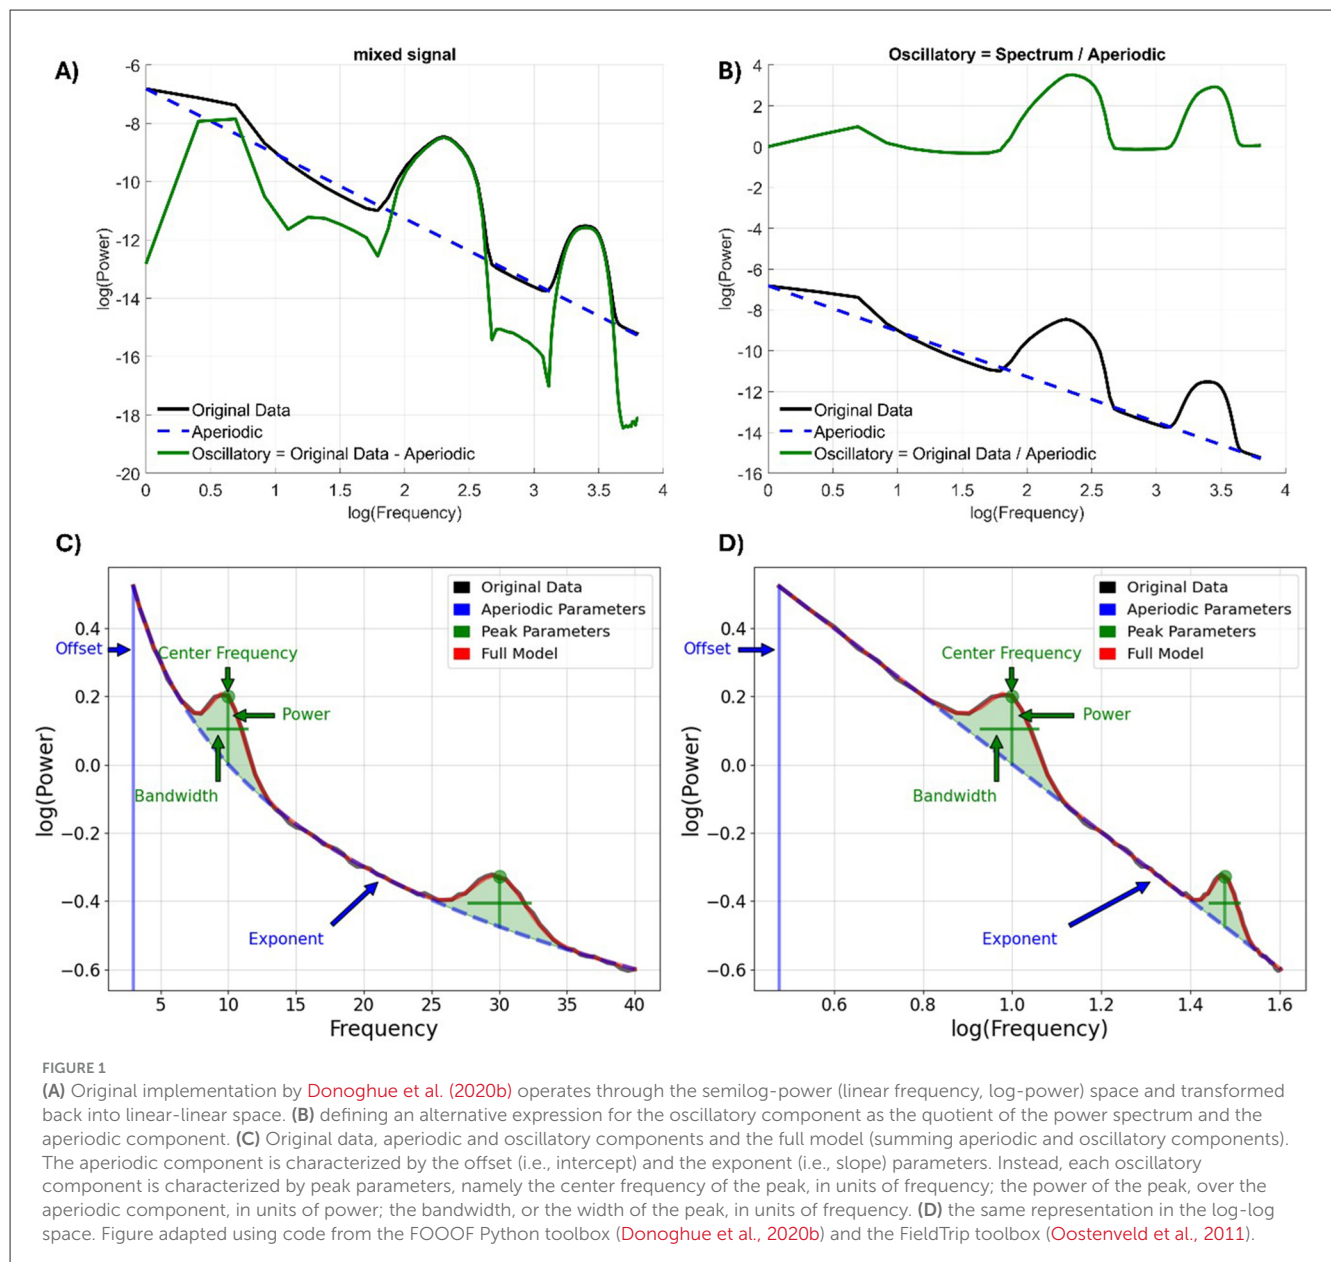 A)
mixed signal
-6
-8
-10
-12
-14
-16
-18
-20
log(Power)
Original Data
Aperiodic
Oscillatory = Original Data - Aperiodic
0 0.5 1 1.5 2 2.5 3 3.5 4
log(Frequency)
B)
Oscillatory = Spectrum / Aperiodic
4
2
0
-2
-4
-6
-8
-10
-12
-14
-16
log(Power)
Original Data
Aperiodic
Oscillatory = Original Data / Aperiodic
0 0.5 1 1.5 2 2.5 3 3.5 4
log(Frequency)
C)
Original Data
Aperiodic Parameters
Peak Parameters
Full Model
Offset
Center Frequency
Power
Bandwidth
Exponent
0.4
0.2
0.0
−0.2
−0.4
−0.6
log(Power)
5 10 15 20 25 30 35 40
Frequency
D)
Original Data
Aperiodic Parameters
Peak Parameters
Full Model
Offset
Center Frequency
Power
Bandwidth
Exponent
0.4
0.2
0.0
−0.2
−0.4
−0.6
log(Power)
0.6 0.8 1.0 1.2 1.4 1.6
log(Frequency)
FIGURE 1
(A) Original implementation by Donoghue et al. (2020b) operates through the semilog-power (linear frequency, log-power) space and transformed
back into linear-linear space. (B) defining an alternative expression for the oscillatory component as the quotient of the power spectrum and the
aperiodic component. (C) Original data, aperiodic and oscillatory components and the full model (summing aperiodic and oscillatory components).
The aperiodic component is characterized by the offset (i.e., intercept) and the exponent (i.e., slope) parameters. Instead, each oscillatory
component is characterized by peak parameters, namely the center frequency of the peak, in units of frequency; the power of the peak, over the
aperiodic component, in units of power; the bandwidth, or the width of the peak, in units of frequency. (D) the same representation in the log-log
space. Figure adapted using code from the FOOOF Python toolbox (Donoghue et al., 2020b) and the FieldTrip toolbox (Oostenveld et al., 2011).